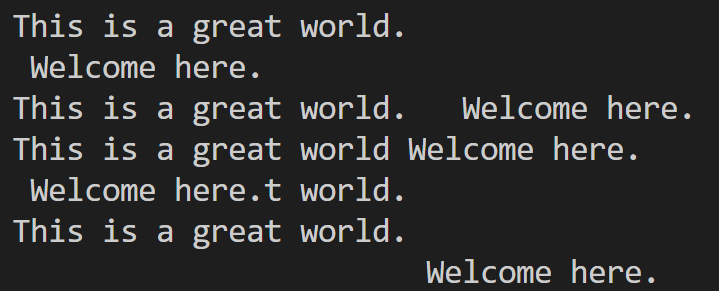 This is a great world.
 Welcome here.
This is a great world.   Welcome here.
This is a great world Welcome here.
 Welcome here.t world.
This is a great world.
                       Welcome here.